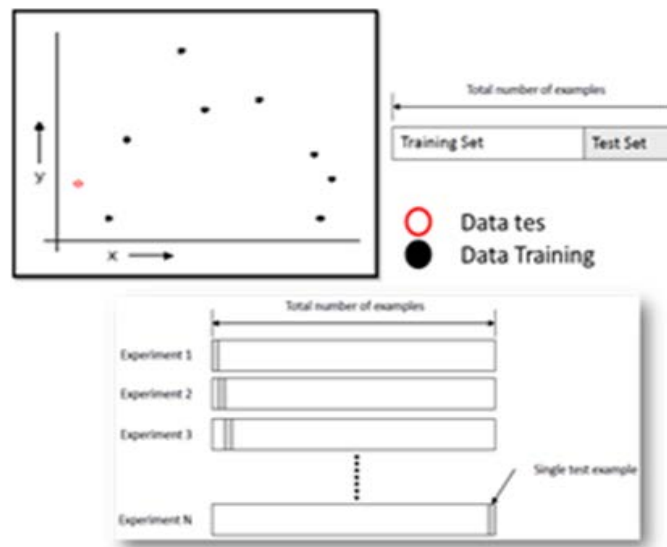 Total number of examples
Training Set
Test Set
y
x
Data tes
Data Training
Total number of examples
Experiment 1
Experiment 2
Experiment 3
Single test example
Experiment N